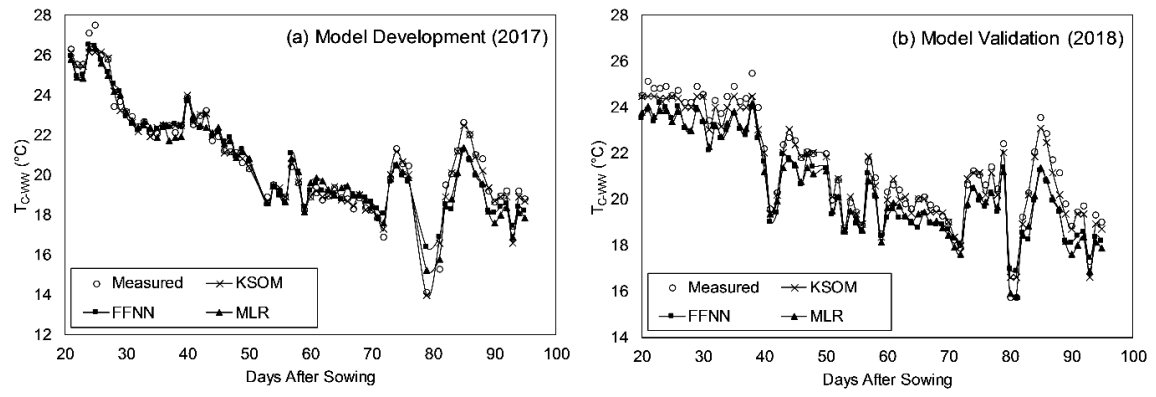 (a) Model Development (2017)
28
26
24
22
20
18
16
14
12
T_C-WW (°C)
Measured
KSOM
FFNN
MLR
20 30 40 50 60 70 80 90 100
Days After Sowing
(b) Model Validation (2018)
28
26
24
22
20
18
16
14
T_C-WW (°C)
Measured
KSOM
FFNN
MLR
20 30 40 50 60 70 80 90 100
Days After Sowing